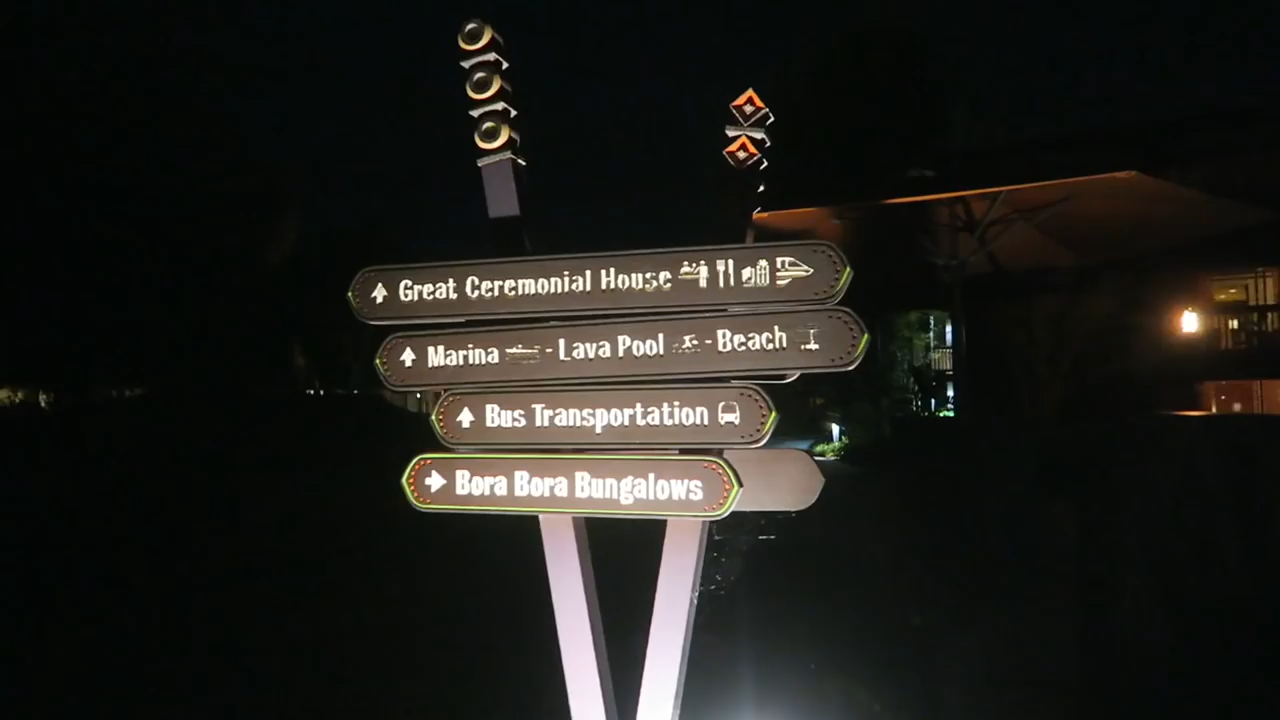 Great Ceremonial House
Marina - Lava Pool - Beach
Bus Transportation
Bora Bora Bungalows